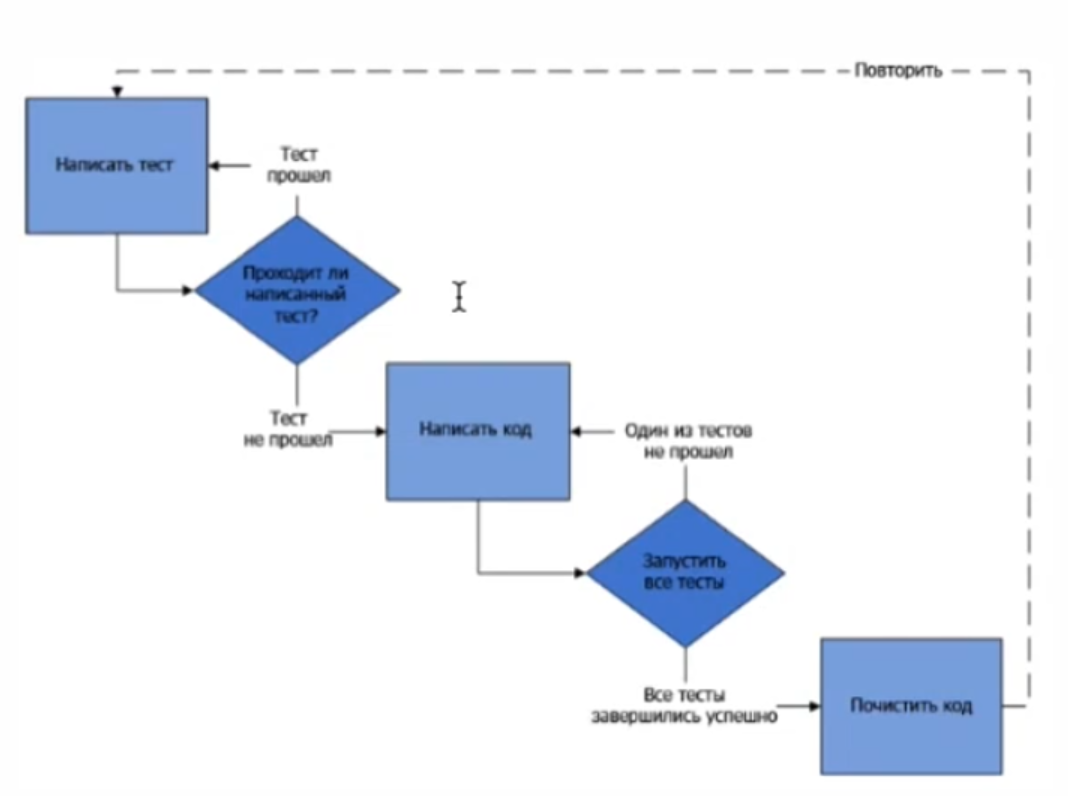 Повторить
Написать тест
Тест
прошел
Проходит ли
написанный
тест?
Тест
не прошел
Написать код
Один из тестов
не прошел
Запустить
все тесты
Все тесты
завершились успешно
Почистить код